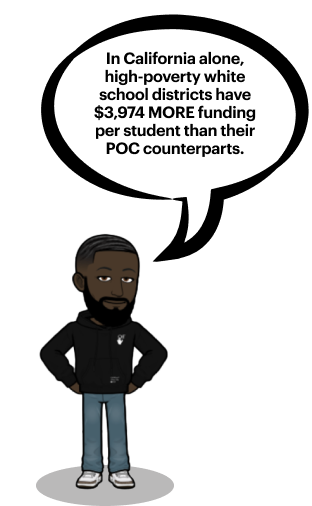 In California alone,
high-poverty white
school districts have
$3,974 MORE funding
per student than their
POC counterparts.